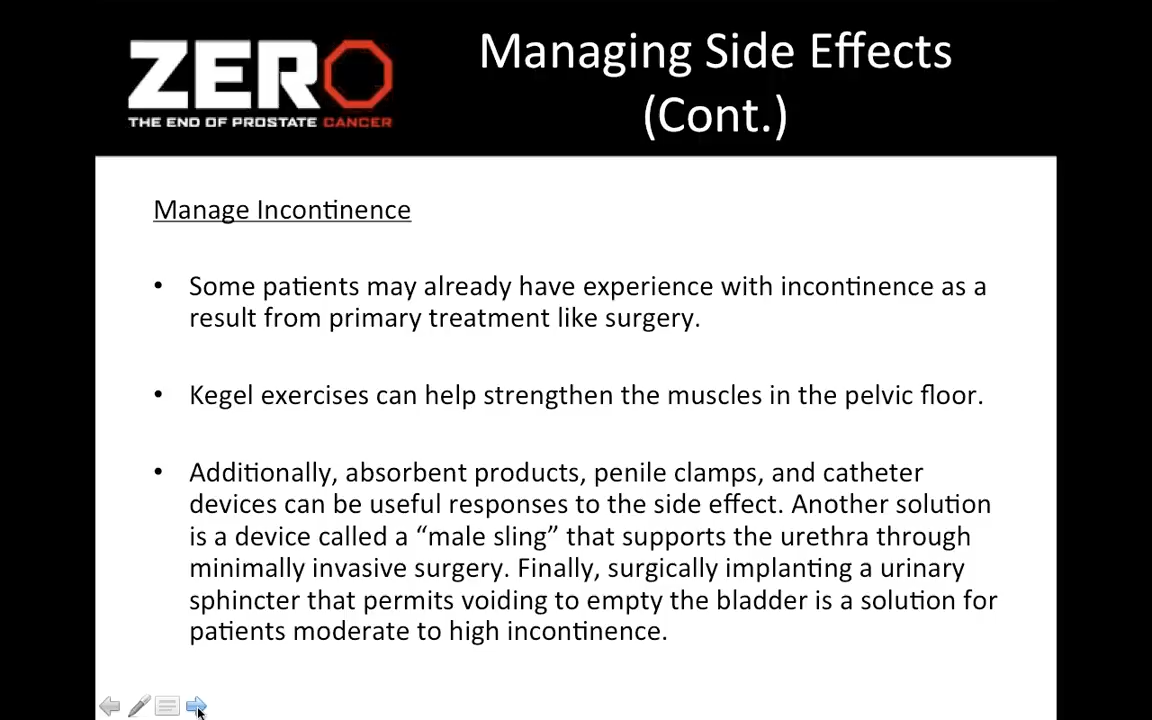 ZERO
THE END OF PROSTATE CANCER
Managing Side Effects
(Cont.)
Manage Incontinence
• Some patients may already have experience with incontinence as a
result from primary treatment like surgery.
• Kegel exercises can help strengthen the muscles in the pelvic floor.
• Additionally, absorbent products, penile clamps, and catheter
devices can be useful responses to the side effect. Another solution
is a device called a “male sling” that supports the urethra through
minimally invasive surgery. Finally, surgically implanting a urinary
sphincter that permits voiding to empty the bladder is a solution for
patients moderate to high incontinence.